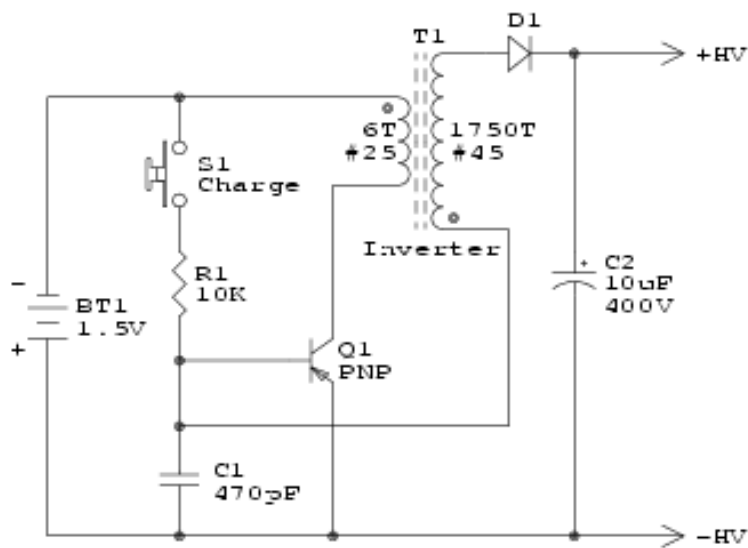 D1
T1
+HV
6T
#25
1750T
#45
S1
Charge
Inverter
R1
10K
+
C2
10uF
400V
-
BT1
1.5V
+
Q1
PNP
C1
470pF
-HV